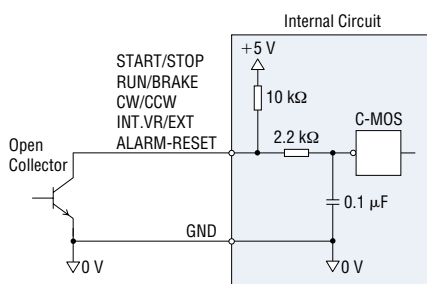 Internal Circuit
+5 V
START/STOP
RUN/BRAKE
CW/CCW
INT.VR/EXT
ALARM-RESET
10 kΩ
C-MOS
2.2 kΩ
Open
Collector
0.1 μF
GND
0 V
0 V